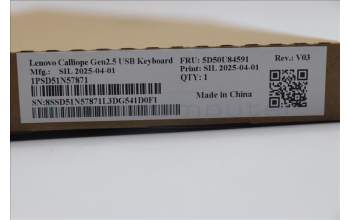 Lenovo Calliope Gen2.5 USB Keyboard FRU: 5D50U84591 Rev.: V03
Mfg.: SIL 2025-04-01 Print: SIL 2025-04-01
1PSD51N57871 QTY: 1
Made in China
SN:8SSD51N57871L3DG541D0F1